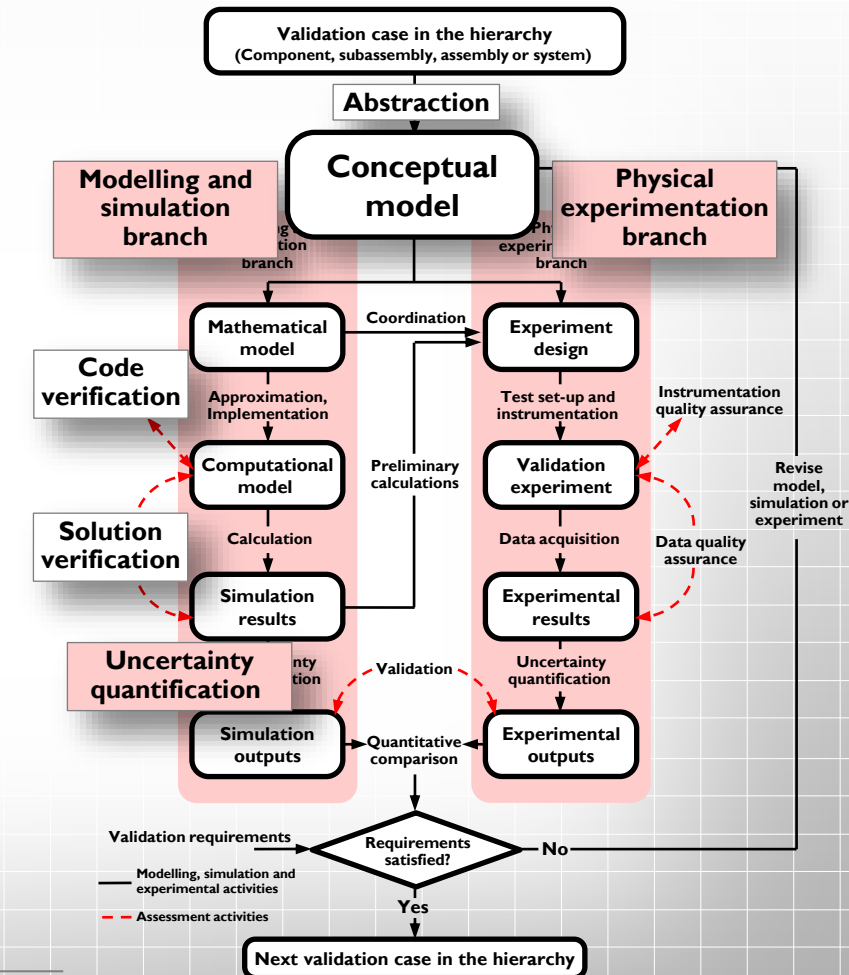 Validation case in the hierarchy
(Component, subassembly, assembly or system)
Abstraction
Conceptual
model
Modelling and
simulation
branch
Physical
experimentation
branch
branch
branch
Mathematical
model
Coordination
Experiment
design
Code
verification
Approximation,
Implementation
Test set-up and
instrumentation
Instrumentation
quality assurance
Computational
model
Preliminary
calculations
Validation
experiment
Revise
model,
simulation or
experiment
Solution
verification
Calculation
Data acquisition
Data quality
assurance
Simulation
results
Experimental
results
Uncertainty
quantification
Validation
Uncertainty
quantification
Simulation
outputs
Quantitative
comparison
Experimental
outputs
Validation requirements
Requirements
satisfied?
No
Modelling, simulation and
experimental activities
Assessment activities
Yes
Next validation case in the hierarchy